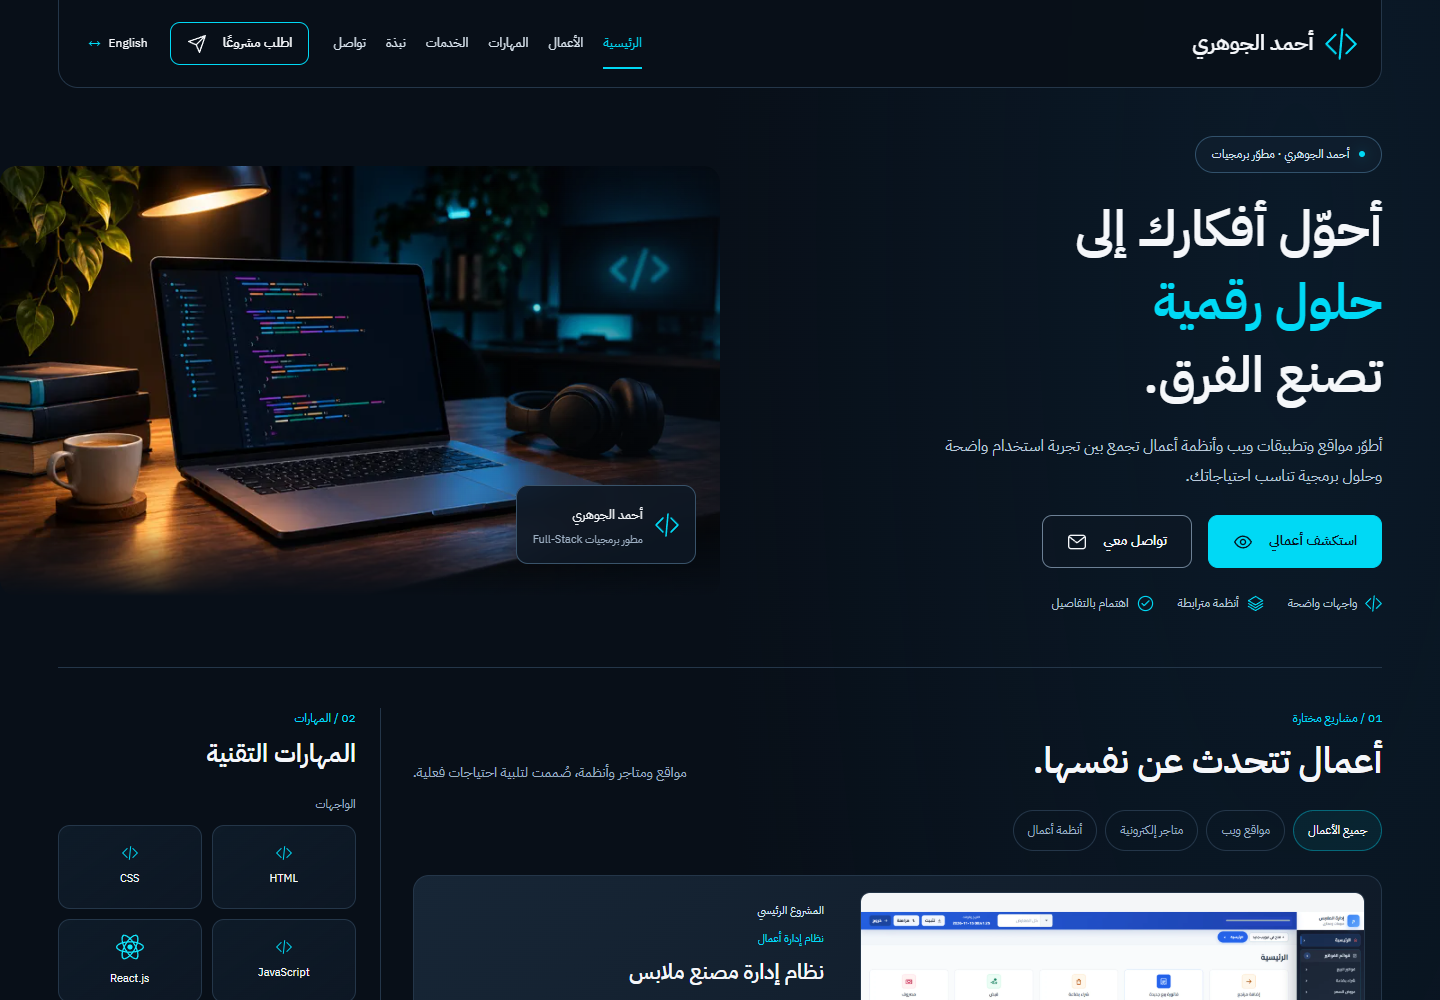 أحمد الجوهري
الرئيسية
الأعمال
المهارات
الخدمات
نبذة
تواصل
اطلب مشروعًا
English
أحمد الجوهري · مطوّر برمجيات
أحوّل أفكارك إلى
حلول رقمية
تصنع الفرق.
أطوّر مواقع وتطبيقات ويب وأنظمة أعمال تجمع بين تجربة استخدام واضحة
وحلول برمجية تناسب احتياجاتك.
استكشف أعمالي
تواصل معي
واجهات واضحة
أنظمة مترابطة
اهتمام بالتفاصيل
أحمد الجوهري
مطور برمجيات Full-Stack
01 / مشاريع مختارة
أعمال تتحدث عن نفسها.
مواقع ومتاجر وأنظمة، صُممت لتلبية احتياجات فعلية.
جميع الأعمال
مواقع ويب
متاجر إلكترونية
أنظمة أعمال
المشروع الرئيسي
نظام إدارة أعمال
نظام إدارة مصنع ملابس
الرئيسية
02 / المهارات
المهارات التقنية
الواجهات
HTML
CSS
JavaScript
React.js